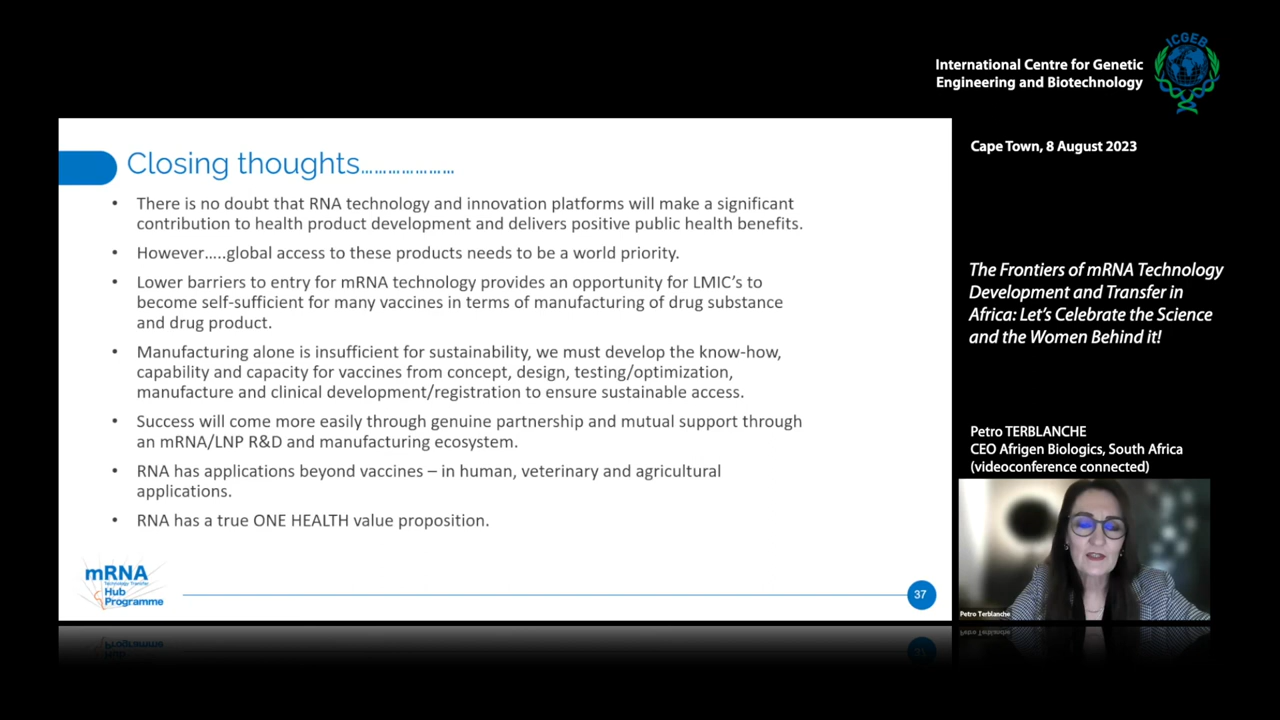 ICGEB
International Centre for Genetic
Engineering and Biotechnology
Cape Town, 8 August 2023
Closing thoughts…………………
• There is no doubt that RNA technology and innovation platforms will make a significant
contribution to health product development and delivers positive public health benefits.
• However…..global access to these products needs to be a world priority.
• Lower barriers to entry for mRNA technology provides an opportunity for LMIC's to
become self-sufficient for many vaccines in terms of manufacturing of drug substance
and drug product.
• Manufacturing alone is insufficient for sustainability, we must develop the know-how,
capability and capacity for vaccines from concept, design, testing/optimization,
manufacture and clinical development/registration to ensure sustainable access.
• Success will come more easily through genuine partnership and mutual support through
an mRNA/LNP R&D and manufacturing ecosystem.
• RNA has applications beyond vaccines – in human, veterinary and agricultural
applications.
• RNA has a true ONE HEALTH value proposition.
mRNA
Technology Transfer
Hub
Programme
37
The Frontiers of mRNA Technology
Development and Transfer in
Africa: Let's Celebrate the Science
and the Women Behind it!
Petro TERBLANCHE
CEO Afrigen Biologics, South Africa
(videoconference connected)
Petro Terblanche